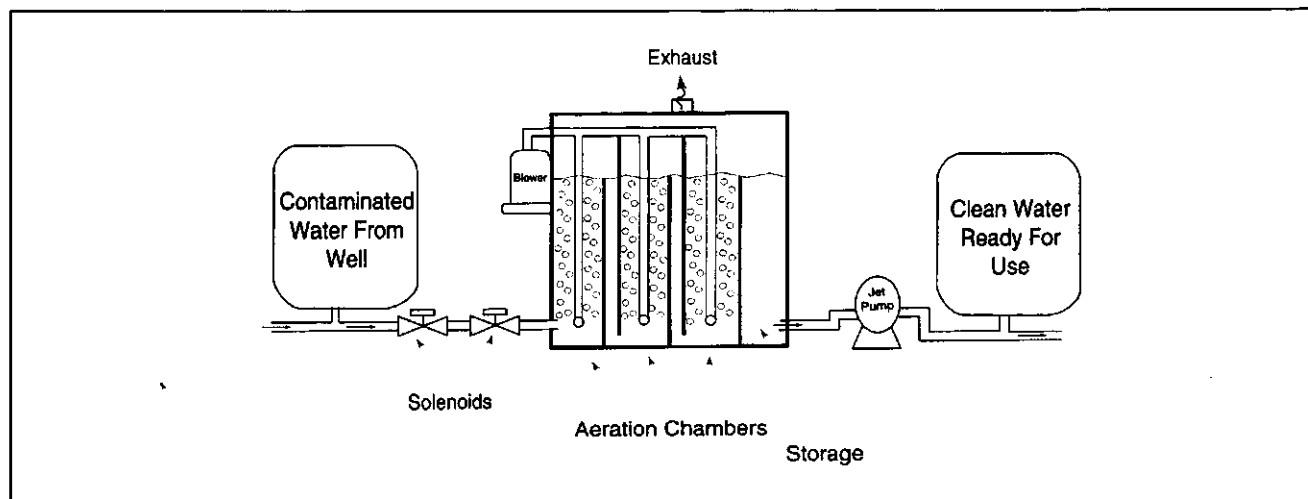 Exhaust
Blower
Contaminated
Water From
Well
Clean Water
Ready For
Use
Jet
Pump
Solenoids
Aeration Chambers
Storage